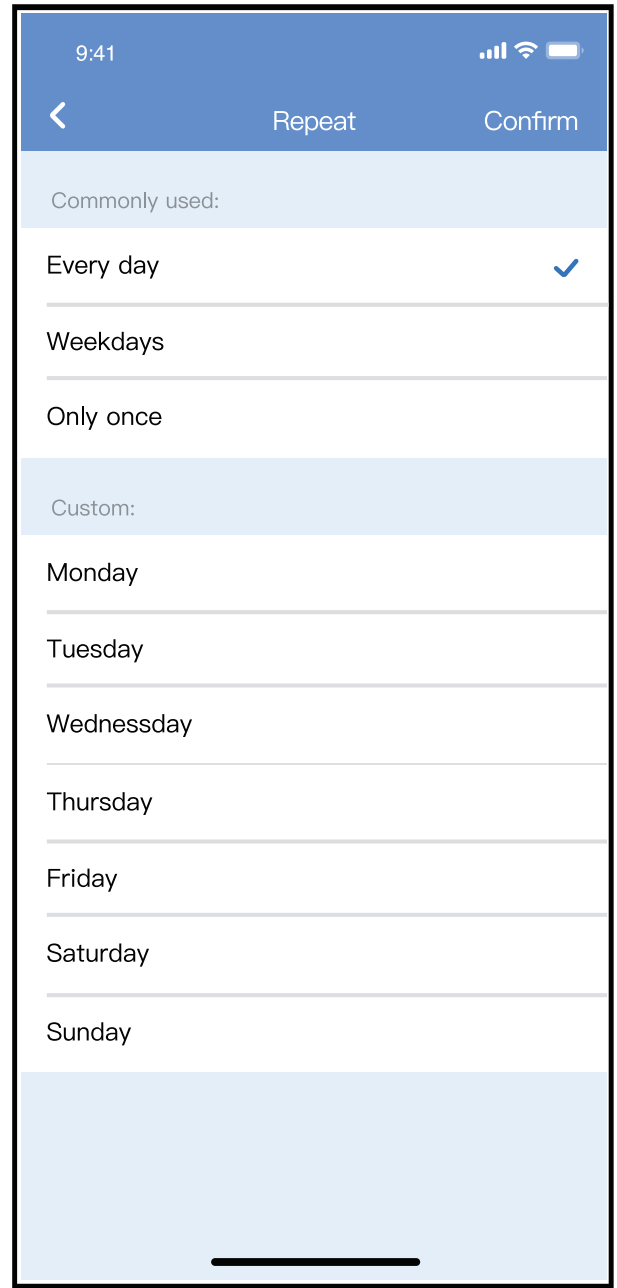 9:41
Repeat Confirm
Commonly used:
Every day
Weekdays
Only once
Custom:
Monday
Tuesday
Wednessday
Thursday
Friday
Saturday
Sunday